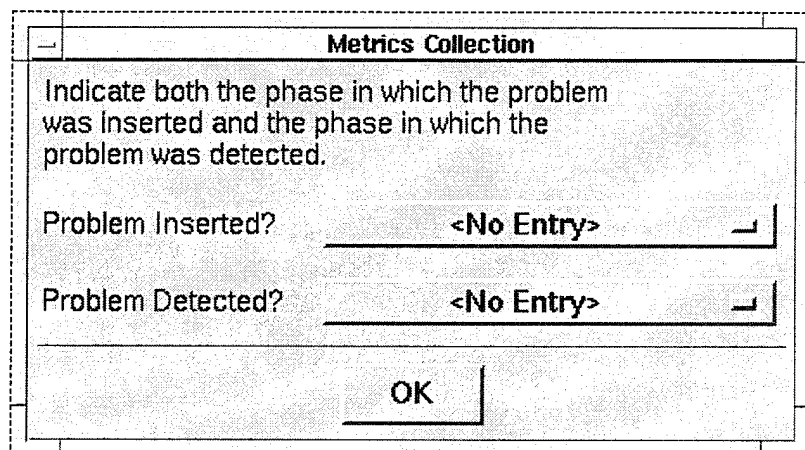 Metrics Collection
Indicate both the phase in which the problem
was inserted and the phase in which the
problem was detected.
Problem Inserted? <No Entry>
Problem Detected? <No Entry>
OK